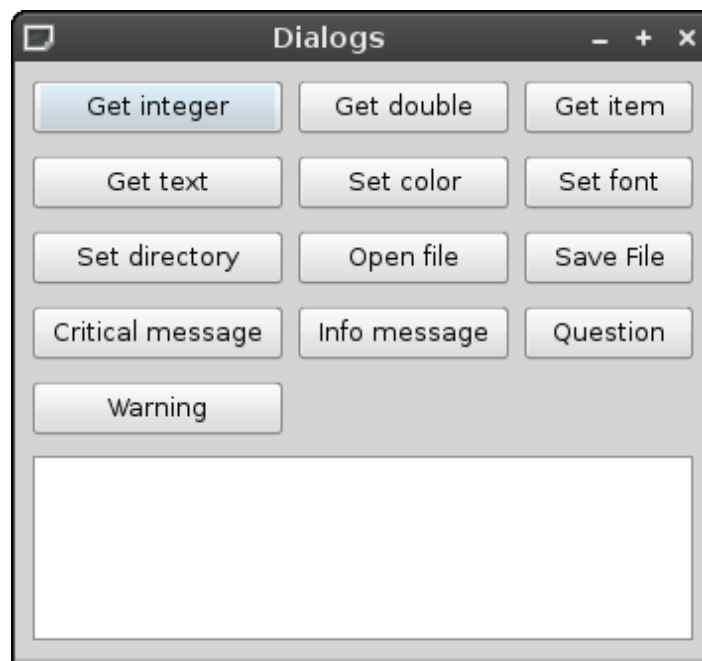 Dialogs
Get integer Get double Get item
Get text Set color Set font
Set directory Open file Save File
Critical message Info message Question
Warning